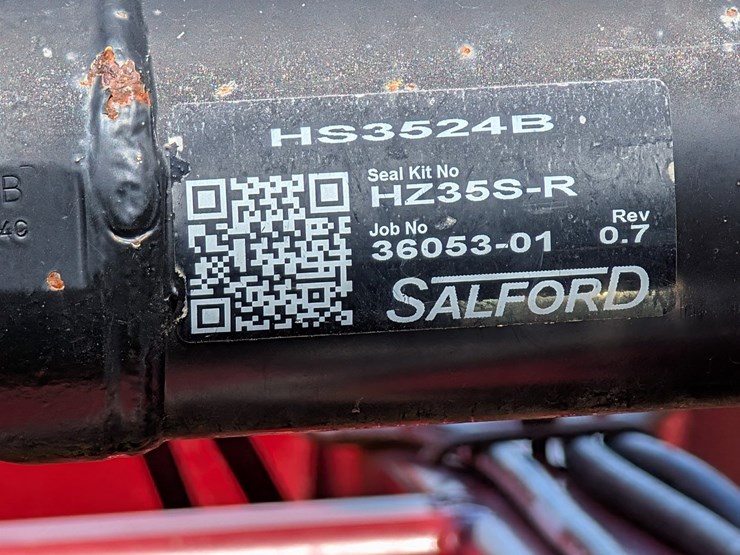 HS3524B
Seal Kit No
HZ35S-R
Job No
36053-01
Rev
0.7
SALFORD
B